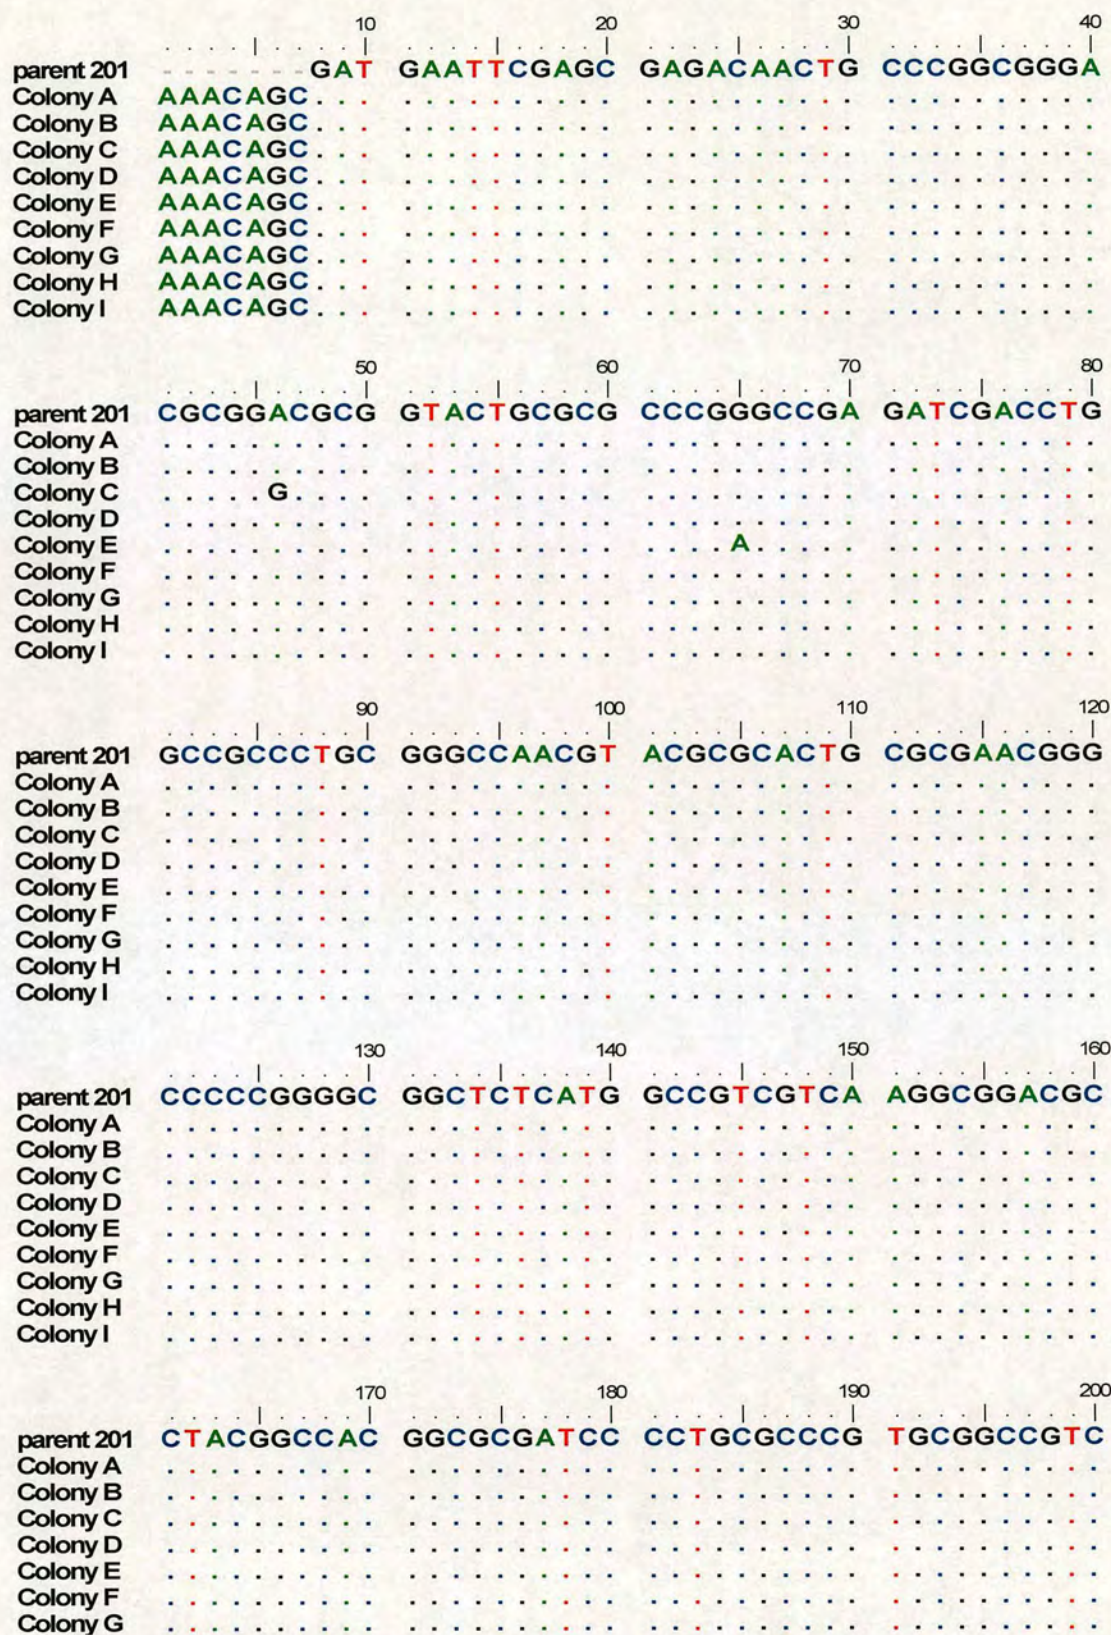 10 20 30 40
parent 201 - - - - - - - GAT GAATTCGAGC GAGACAACTG CCCGGCGGGA
Colony A AAACAGC. . . . . . . . . . . . . . . . . . . . . . . . . . . . . . . . .
Colony B AAACAGC. . . . . . . . . . . . . . . . . . . . . . . . . . . . . . . . .
Colony C AAACAGC. . . . . . . . . . . . . . . . . . . . . . . . . . . . . . . . .
Colony D AAACAGC. . . . . . . . . . . . . . . . . . . . . . . . . . . . . . . . .
Colony E AAACAGC. . . . . . . . . . . . . . . . . . . . . . . . . . . . . . . . .
Colony F AAACAGC. . . . . . . . . . . . . . . . . . . . . . . . . . . . . . . . .
Colony G AAACAGC. . . . . . . . . . . . . . . . . . . . . . . . . . . . . . . . .
Colony H AAACAGC. . . . . . . . . . . . . . . . . . . . . . . . . . . . . . . . .
Colony I AAACAGC. . . . . . . . . . . . . . . . . . . . . . . . . . . . . . . . .
50 60 70 80
parent 201 CGCGGACGCG GTACTGCGCG CCCGGGCCGA GATCGACCTG
Colony A . . . . . . . . . . . . . . . . . . . . . . . . . . . . . . . . . . . . . . . .
Colony B . . . . . . . . . . . . . . . . . . . . . . . . . . . . . . . . . . . . . . . .
Colony C . . . . . G . . . . . . . . . . . . . . . . . . . . . . . . . . . . . . . . . .
Colony D . . . . . . . . . . . . . . . . . . . . . . . . . . . . . . . . . . . . . . . .
Colony E . . . . . . . . . . . . . . . . . . . . . . . . A . . . . . . . . . . . . . . .
Colony F . . . . . . . . . . . . . . . . . . . . . . . . . . . . . . . . . . . . . . . .
Colony G . . . . . . . . . . . . . . . . . . . . . . . . . . . . . . . . . . . . . . . .
Colony H . . . . . . . . . . . . . . . . . . . . . . . . . . . . . . . . . . . . . . . .
Colony I . . . . . . . . . . . . . . . . . . . . . . . . . . . . . . . . . . . . . . . .
90 100 110 120
parent 201 GCCGCCCTGC GGGCCAACGT ACGCGCACTG CGCGAACGGG
Colony A . . . . . . . . . . . . . . . . . . . . . . . . . . . . . . . . . . . . . . . .
Colony B . . . . . . . . . . . . . . . . . . . . . . . . . . . . . . . . . . . . . . . .
Colony C . . . . . . . . . . . . . . . . . . . . . . . . . . . . . . . . . . . . . . . .
Colony D . . . . . . . . . . . . . . . . . . . . . . . . . . . . . . . . . . . . . . . .
Colony E . . . . . . . . . . . . . . . . . . . . . . . . . . . . . . . . . . . . . . . .
Colony F . . . . . . . . . . . . . . . . . . . . . . . . . . . . . . . . . . . . . . . .
Colony G . . . . . . . . . . . . . . . . . . . . . . . . . . . . . . . . . . . . . . . .
Colony H . . . . . . . . . . . . . . . . . . . . . . . . . . . . . . . . . . . . . . . .
Colony I . . . . . . . . . . . . . . . . . . . . . . . . . . . . . . . . . . . . . . . .
130 140 150 160
parent 201 CCCCCGGGGC GGCTCTCATG GCCGTCGTCA AGGCGGACGC
Colony A . . . . . . . . . . . . . . . . . . . . . . . . . . . . . . . . . . . . . . . .
Colony B . . . . . . . . . . . . . . . . . . . . . . . . . . . . . . . . . . . . . . . .
Colony C . . . . . . . . . . . . . . . . . . . . . . . . . . . . . . . . . . . . . . . .
Colony D . . . . . . . . . . . . . . . . . . . . . . . . . . . . . . . . . . . . . . . .
Colony E . . . . . . . . . . . . . . . . . . . . . . . . . . . . . . . . . . . . . . . .
Colony F . . . . . . . . . . . . . . . . . . . . . . . . . . . . . . . . . . . . . . . .
Colony G . . . . . . . . . . . . . . . . . . . . . . . . . . . . . . . . . . . . . . . .
Colony H . . . . . . . . . . . . . . . . . . . . . . . . . . . . . . . . . . . . . . . .
Colony I . . . . . . . . . . . . . . . . . . . . . . . . . . . . . . . . . . . . . . . .
170 180 190 200
parent 201 CTACGGCCAC GGCGCGATCC CCTGCGCCCG TGCGGCCGTC
Colony A . . . . . . . . . . . . . . . . . . . . . . . . . . . . . . . . . . . . . . . .
Colony B . . . . . . . . . . . . . . . . . . . . . . . . . . . . . . . . . . . . . . . .
Colony C . . . . . . . . . . . . . . . . . . . . . . . . . . . . . . . . . . . . . . . .
Colony D . . . . . . . . . . . . . . . . . . . . . . . . . . . . . . . . . . . . . . . .
Colony E . . . . . . . . . . . . . . . . . . . . . . . . . . . . . . . . . . . . . . . .
Colony F . . . . . . . . . . . . . . . . . . . . . . . . . . . . . . . . . . . . . . . .
Colony G . . . . . . . . . . . . . . . . . . . . . . . . . . . . . . . . . . . . . . . .